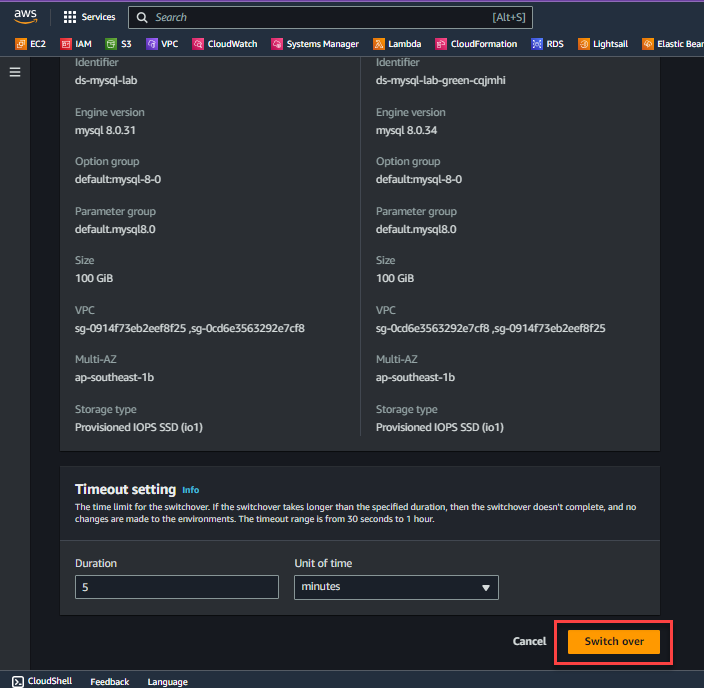 aws Services Search [Alt+S]
EC2 IAM S3 VPC CloudWatch Systems Manager Lambda CloudFormation RDS Lightsail Elastic Bear
Identifier Identifier
ds-mysql-lab ds-mysql-lab-green-cqjmhi
Engine version Engine version
mysql 8.0.31 mysql 8.0.34
Option group Option group
default:mysql-8-0 default:mysql-8-0
Parameter group Parameter group
default.mysql8.0 default.mysql8.0
Size Size
100 GiB 100 GiB
VPC VPC
sg-0914f73eb2eef8f25 ,sg-0cd6e3563292e7cf8 sg-0cd6e3563292e7cf8 ,sg-0914f73eb2eef8f25
Multi-AZ Multi-AZ
ap-southeast-1b ap-southeast-1b
Storage type Storage type
Provisioned IOPS SSD (io1) Provisioned IOPS SSD (io1)
Timeout setting Info
The time limit for the switchover. If the switchover takes longer than the specified duration, then the switchover doesn't complete, and no
changes are made to the environments. The timeout range is from 30 seconds to 1 hour.
Duration Unit of time
5 minutes
Cancel Switch over
CloudShell Feedback Language